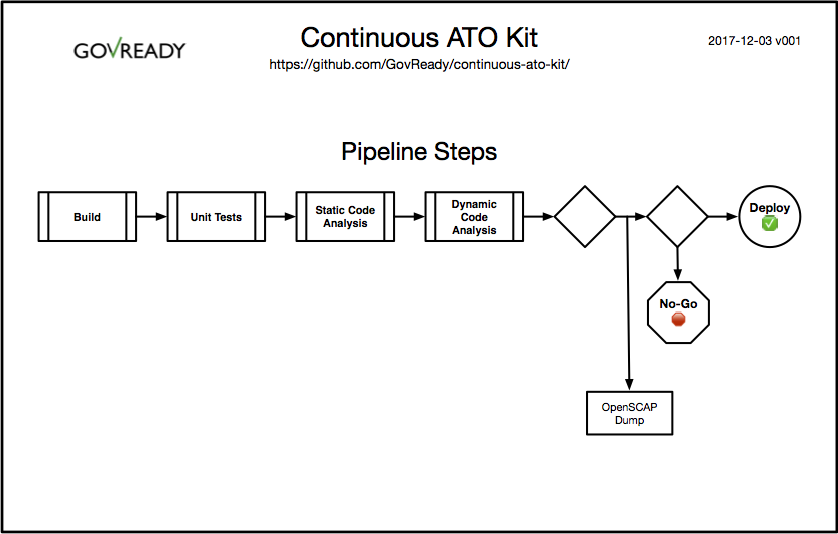 GOVREADY
Continuous ATO Kit
https://github.com/GovReady/continuous-ato-kit/
2017-12-03 v001
Pipeline Steps
Build
Unit Tests
Static Code
Analysis
Dynamic
Code
Analysis
Deploy
No-Go
OpenSCAP
Dump